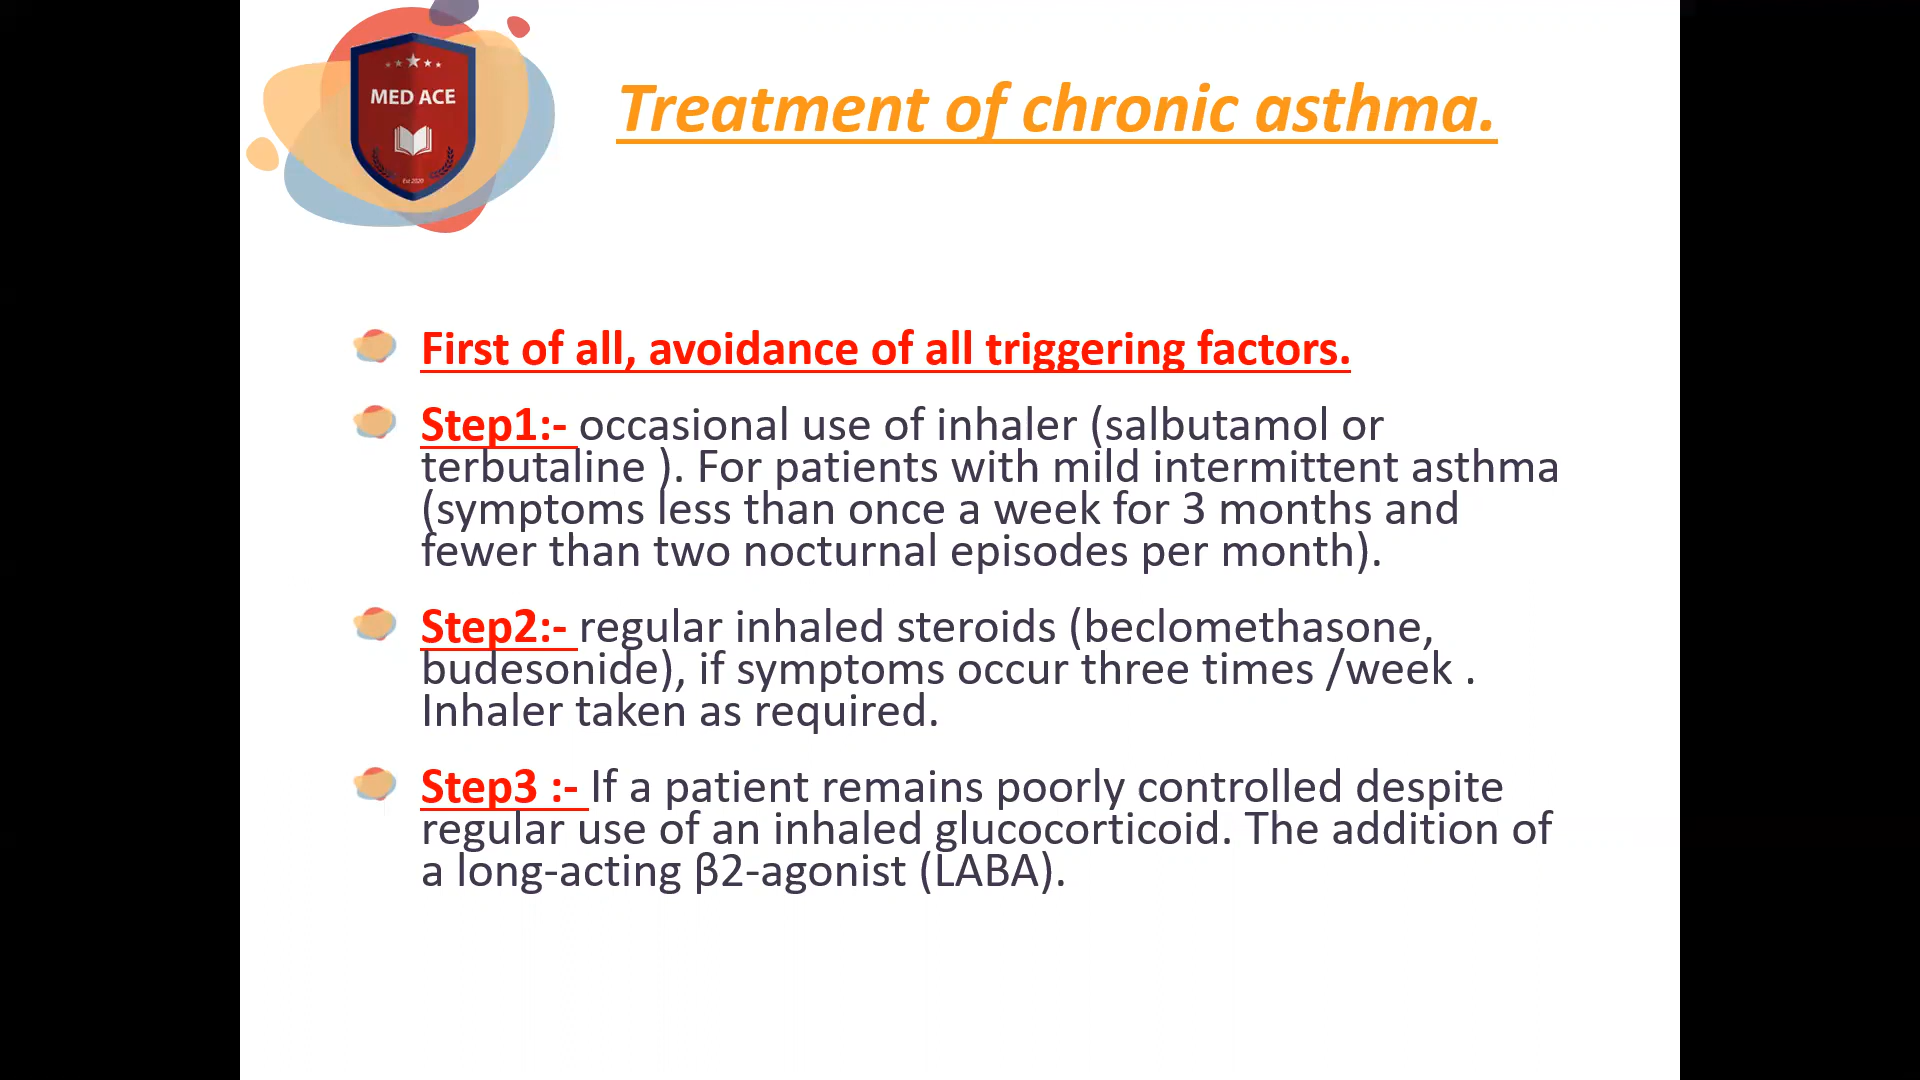 MED ACE
Est 2020
Treatment of chronic asthma.
First of all, avoidance of all triggering factors.
Step1:- occasional use of inhaler (salbutamol or
terbutaline ). For patients with mild intermittent asthma
(symptoms less than once a week for 3 months and
fewer than two nocturnal episodes per month).
Step2:- regular inhaled steroids (beclomethasone,
budesonide), if symptoms occur three times /week .
Inhaler taken as required.
Step3 :- If a patient remains poorly controlled despite
regular use of an inhaled glucocorticoid. The addition of
a long-acting β2-agonist (LABA).